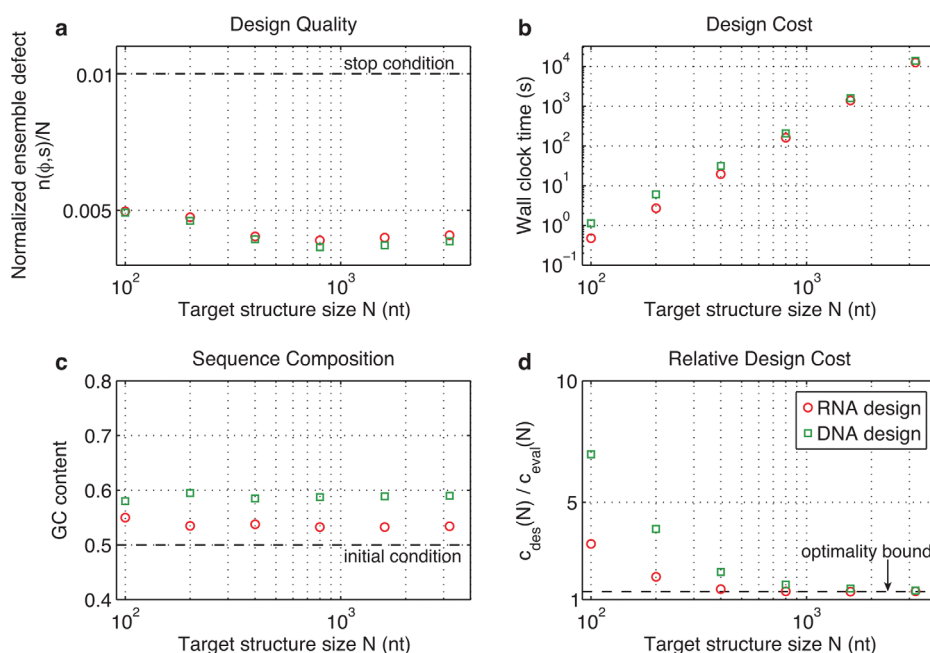 a
Design Quality
Normalized ensemble defect
n(ϕ,s)/N
0.01
0.005
stop condition
10²
10³
Target structure size N (nt)
b
Design Cost
Wall clock time (s)
10⁴
10³
10²
10¹
10⁰
10⁻¹
10²
10³
Target structure size N (nt)
c
Sequence Composition
GC content
0.8
0.7
0.6
0.5
0.4
initial condition
10²
10³
Target structure size N (nt)
d
Relative Design Cost
c_des(N) / c_eval(N)
10
5
1
RNA design
DNA design
optimality bound
10²
10³
Target structure size N (nt)